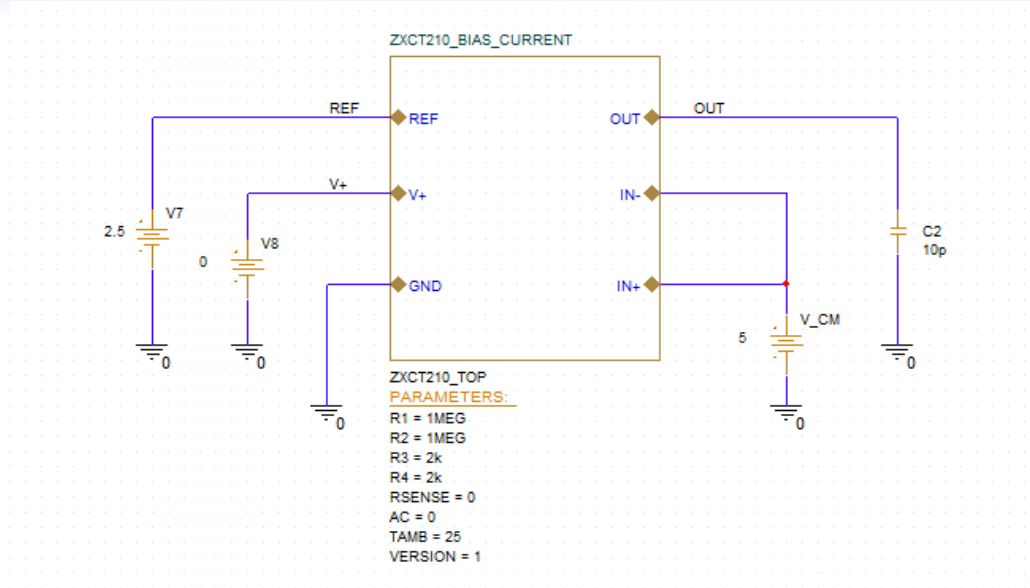 ZXCT210_BIAS_CURRENT
REF
REF
OUT
OUT
V+
V+
IN-
V7
2.5
V8
0
C2
10p
GND
IN+
V_CM
5
0
0
0
0
0
ZXCT210_TOP
PARAMETERS:
R1 = 1MEG
R2 = 1MEG
R3 = 2k
R4 = 2k
RSENSE = 0
AC = 0
TAMB = 25
VERSION = 1